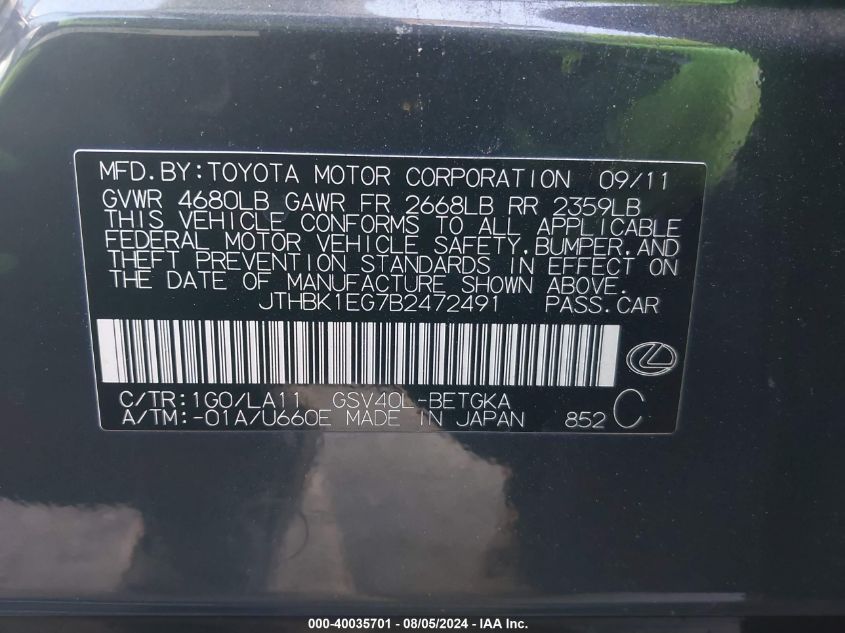 MFD.BY:TOYOTA MOTOR CORPORATION 09/11
GVWR 4680LB GAWR FR 2668LB RR 2359LB
THIS VEHICLE CONFORMS TO ALL APPLICABLE
FEDERAL MOTOR VEHICLE SAFETY,BUMPER,AND
THEFT PREVENTION STANDARDS IN EFFECT ON
THE DATE OF MANUFACTURE SHOWN ABOVE.
JTHBK1EG7B2472491 PASS.CAR
C/TR:1G0/LA11 GSV40L-BETGKA
A/TM:-01A/U660E MADE IN JAPAN 852 C
000-40035701 - 08/05/2024 - IAA Inc.